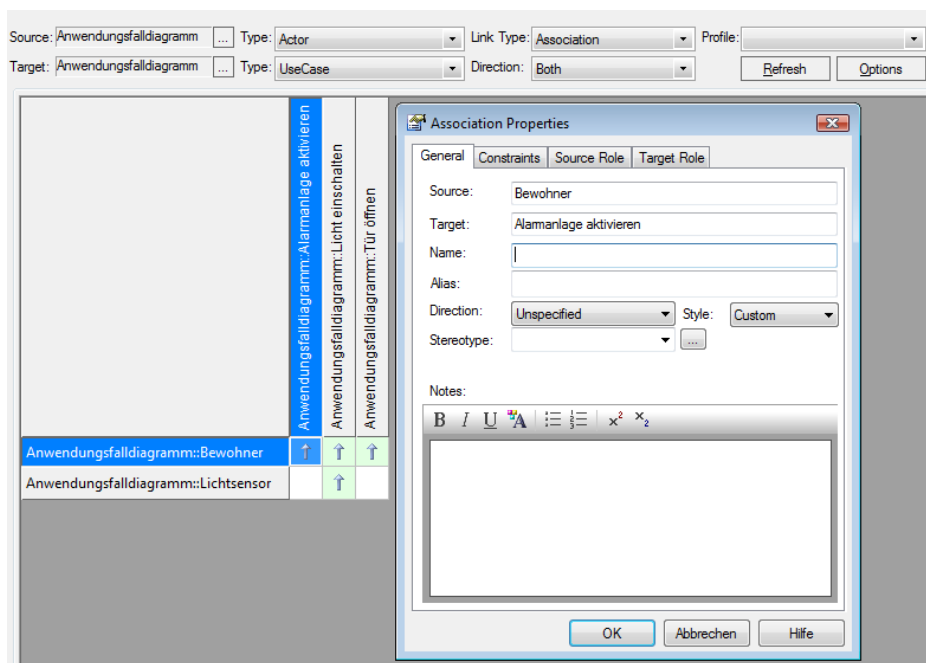 Source: Anwendungsfalldiagramm ... Type: Actor Link Type: Association Profile:
Target: Anwendungsfalldiagramm ... Type: UseCase Direction: Both Refresh Options
Anwendungsfalldiagramm::Alarmanlage aktivieren
Anwendungsfalldiagramm::Licht einschalten
Anwendungsfalldiagramm::Tür öffnen
Anwendungsfalldiagramm::Bewohner
Anwendungsfalldiagramm::Lichtsensor
Association Properties
General Constraints Source Role Target Role
Source: Bewohner
Target: Alarmanlage aktivieren
Name:
Alias:
Direction: Unspecified Style: Custom
Stereotype: ...
Notes:
B I U A x² x₂
OK Abbrechen Hilfe